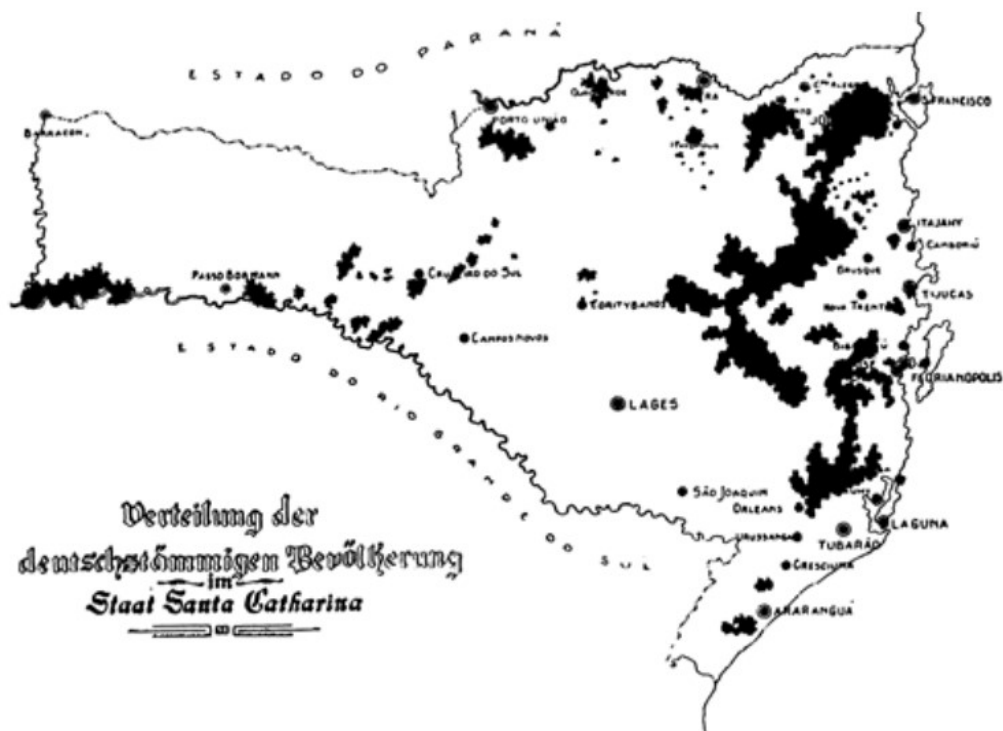 ESTADO DO PARANÁ
S. FRANCISCO
BARRACON
PORTO UNIÃO
ITAJAHY
CAMBORIÚ
BRUSQUE
PASSO BORMANN
CRUZEIRO DO SUL
TIJUCAS
NOVA TRENTO
CORITYBANOS
CAMPOS NOVOS
FLORIANOPOLIS
ESTADO DO RIO GRANDE DO SUL
LAGES
SÃO JOAQUIM
ORLEANS
LAGUNA
URUSSANGA
TUBARÃO
CRESCIUMA
ARARANGUÁ
Verteilung der
deutschstämmigen Bevölkerung
im
Staat Santa Catharina